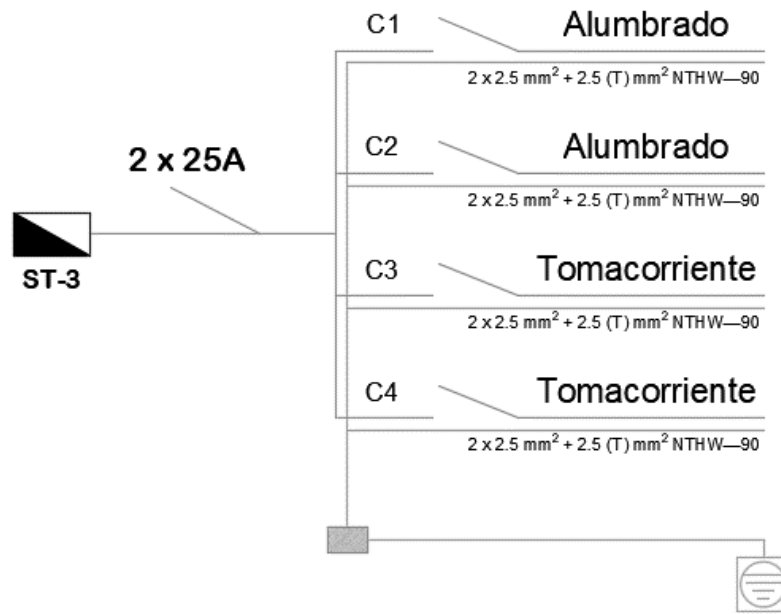 C1 Alumbrado
2 x 2.5 mm² + 2.5 (T) mm² NTHW—90
C2 Alumbrado
2 x 25A
2 x 2.5 mm² + 2.5 (T) mm² NTHW—90
ST-3
C3 Tomacorriente
2 x 2.5 mm² + 2.5 (T) mm² NTHW—90
C4 Tomacorriente
2 x 2.5 mm² + 2.5 (T) mm² NTHW—90